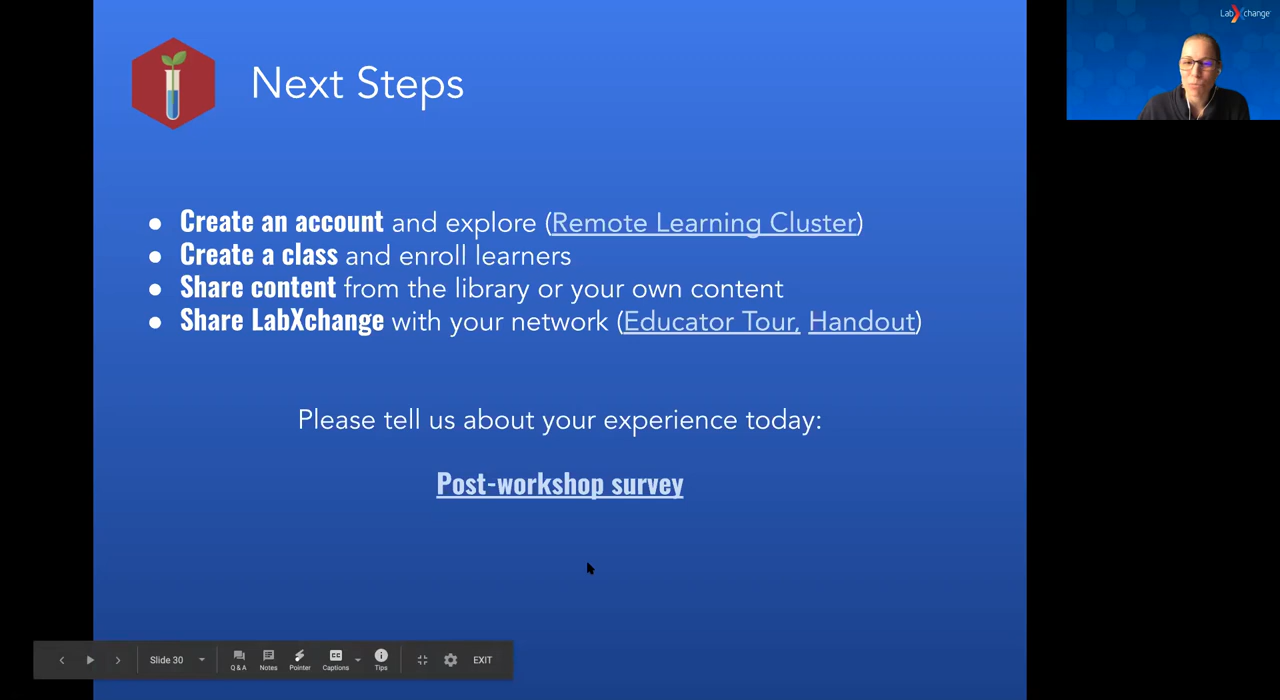 LabXchange
Next Steps
● Create an account and explore (Remote Learning Cluster)
● Create a class and enroll learners
● Share content from the library or your own content
● Share LabXchange with your network (Educator Tour, Handout)
Please tell us about your experience today:
Post-workshop survey
Slide 30
Q & A
Notes
Pointer
CC
Captions
Tips
EXIT